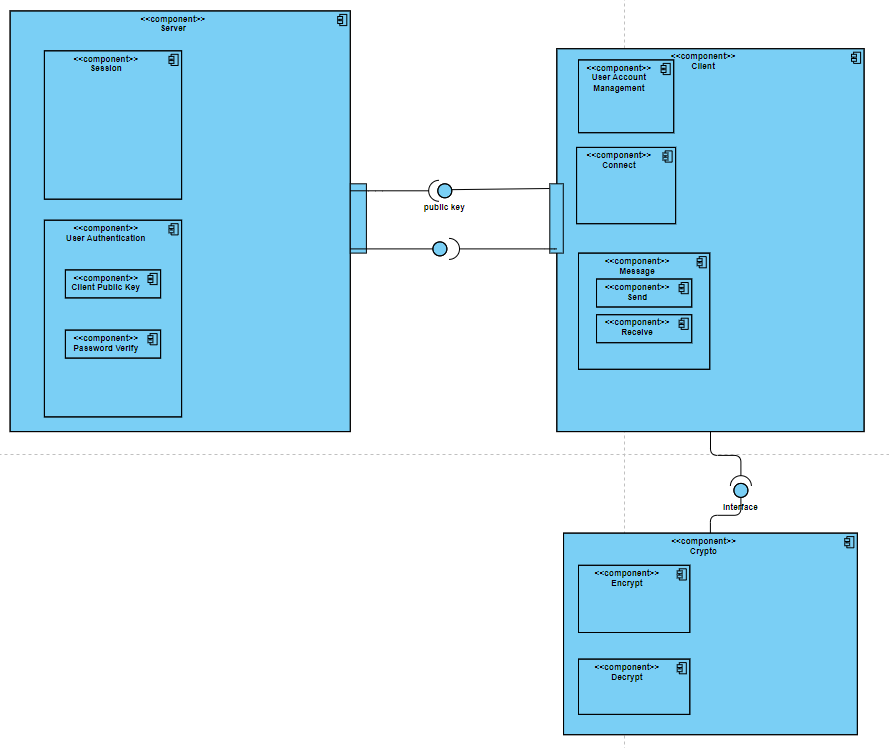 <<component>>
Server
<<component>>
Session
<<component>>
User Authentication
<<component>>
Client Public Key
<<component>>
Password Verify
public key
<<component>>
Client
<<component>>
User Account
Management
<<component>>
Connect
<<component>>
Message
<<component>>
Send
<<component>>
Receive
Interface
<<component>>
Crypto
<<component>>
Encrypt
<<component>>
Decrypt